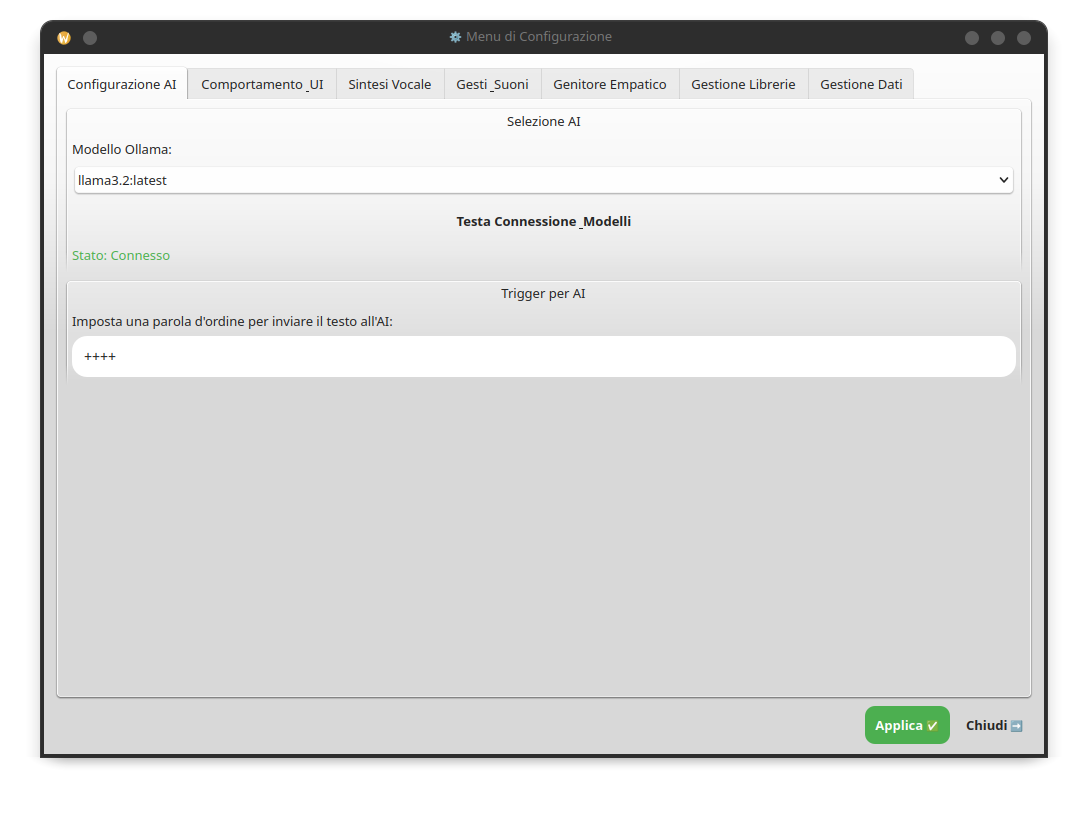 ⚙️ Menu di Configurazione
Configurazione AI Comportamento _UI Sintesi Vocale Gesti _Suoni Genitore Empatico Gestione Librerie Gestione Dati
Selezione AI
Modello Ollama:
llama3.2:latest
Testa Connessione _Modelli
Stato: Connesso
Trigger per AI
Imposta una parola d'ordine per inviare il testo all'AI:
++++
Applica ✅ Chiudi ➡️